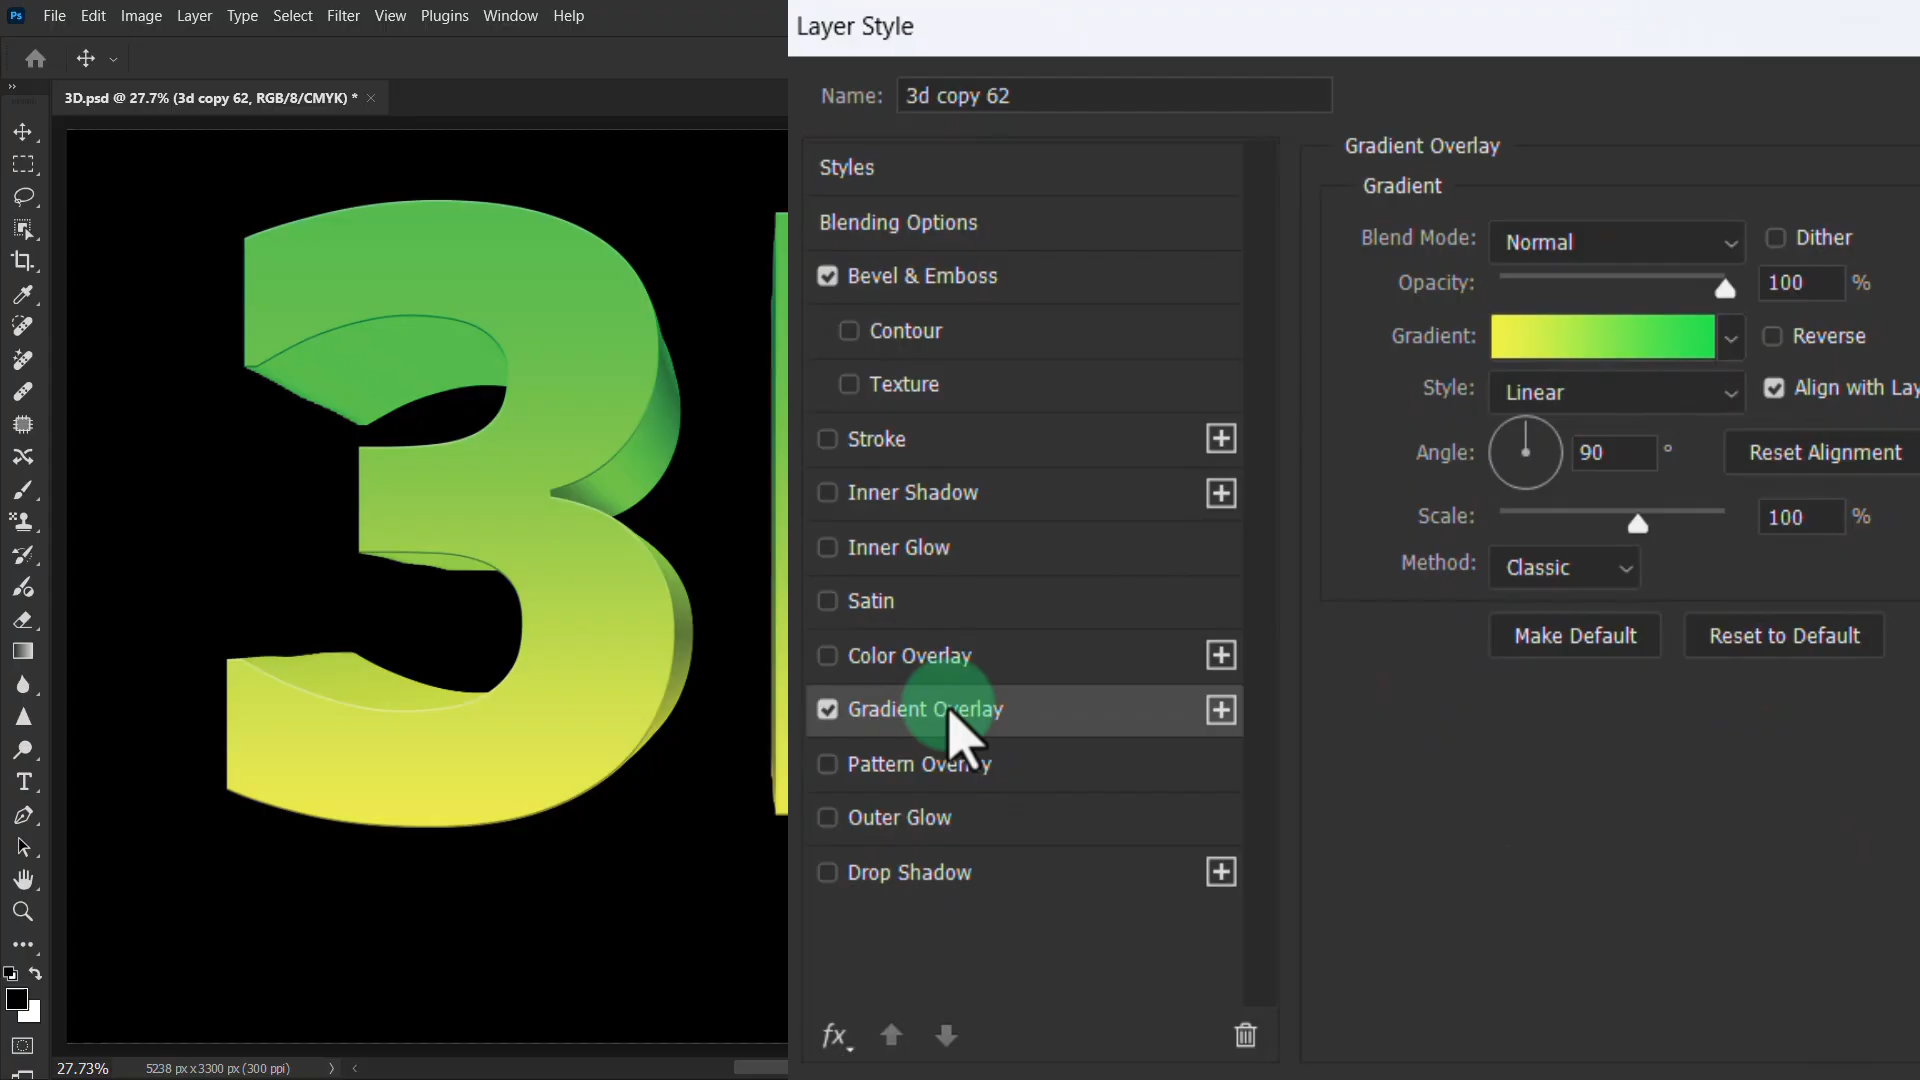 Ps File Edit Image Layer Type Select Filter View Plugins Window Help
3D.psd @ 27.7% (3d copy 62, RGB/8/CMYK) *
3
27.73% 5238 px x 3300 px (300 ppi)
Layer Style
Name: 3d copy 62
Styles
Blending Options
Bevel & Emboss
Contour
Texture
Stroke
Inner Shadow
Inner Glow
Satin
Color Overlay
Gradient Overlay
Pattern Overlay
Outer Glow
Drop Shadow
fx
Gradient Overlay
Gradient
Blend Mode: Normal Dither
Opacity: 100 %
Gradient: Reverse
Style: Linear Align with Lay
Angle: 90 ° Reset Alignment
Scale: 100 %
Method: Classic
Make Default Reset to Default